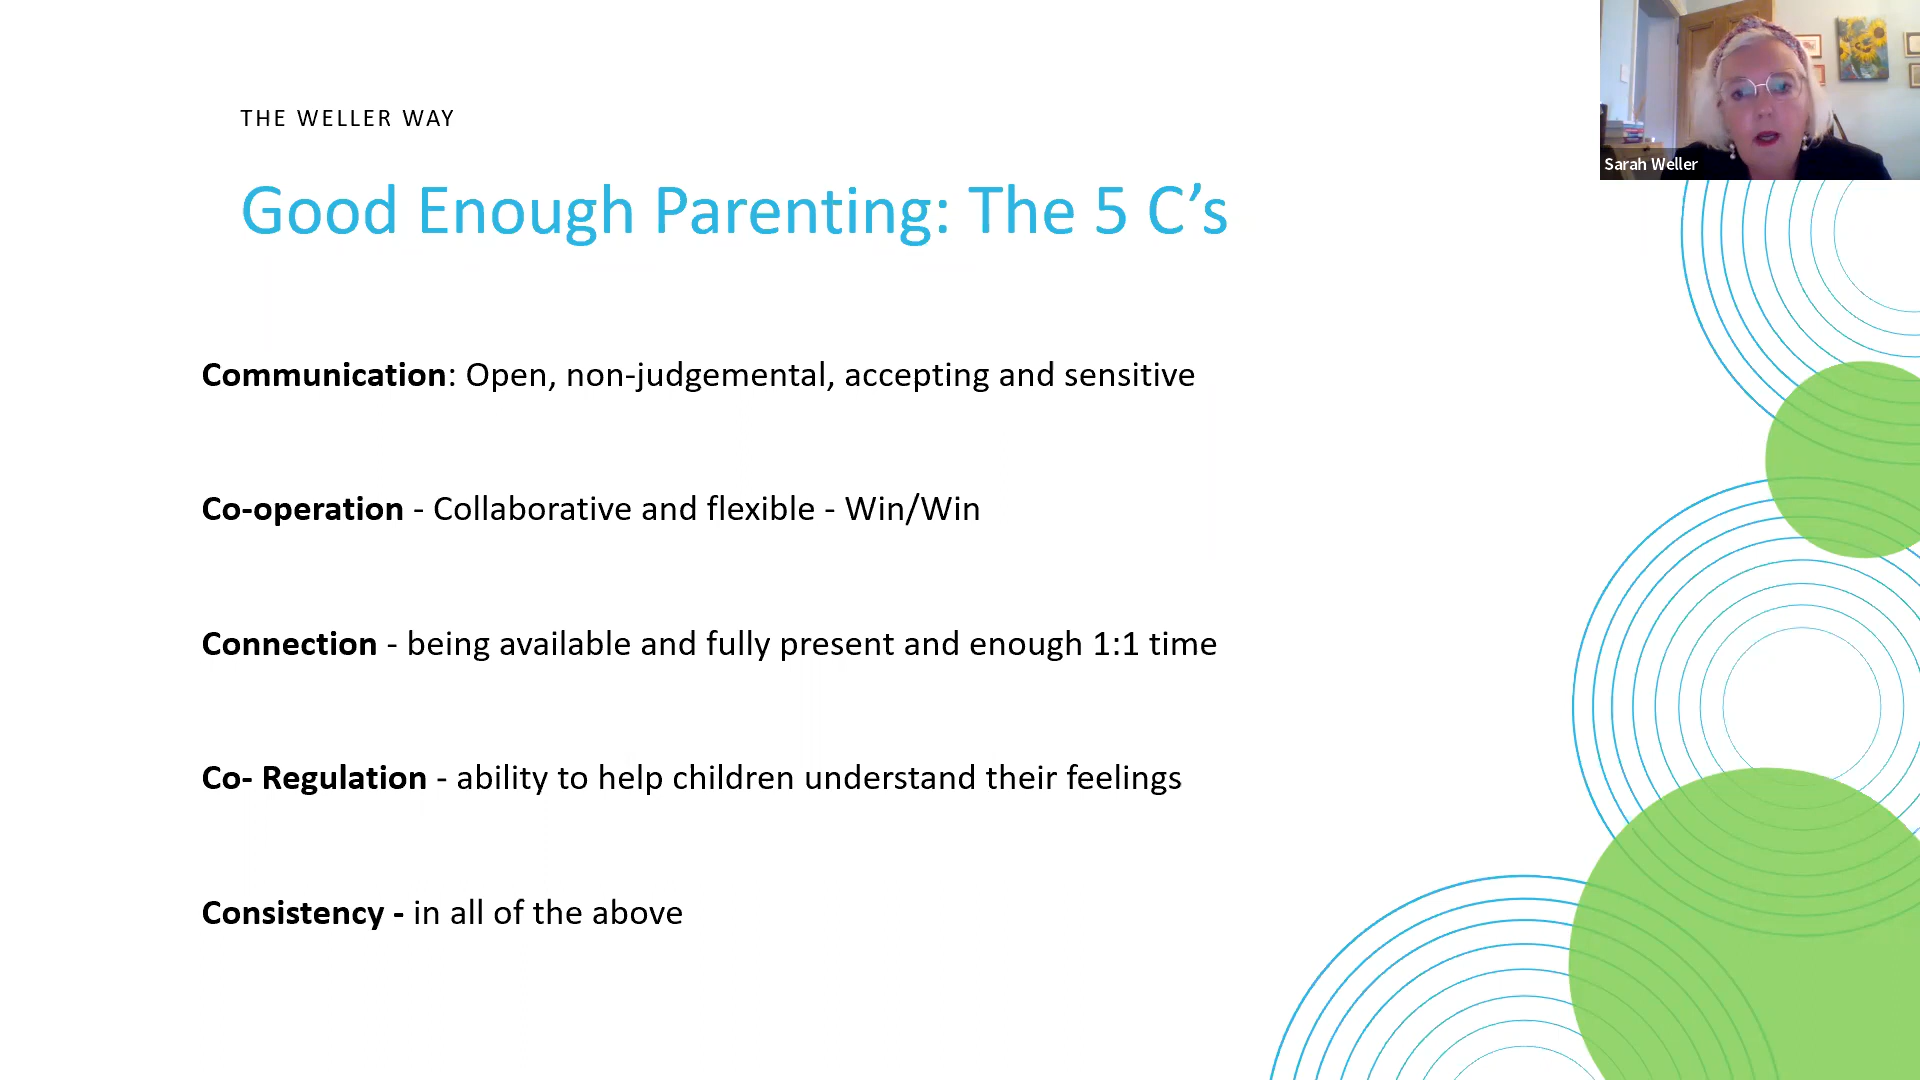 THE WELLER WAY
Good Enough Parenting: The 5 C’s
Communication: Open, non-judgemental, accepting and sensitive
Co-operation - Collaborative and flexible - Win/Win
Connection - being available and fully present and enough 1:1 time
Co- Regulation - ability to help children understand their feelings
Consistency - in all of the above
Sarah Weller